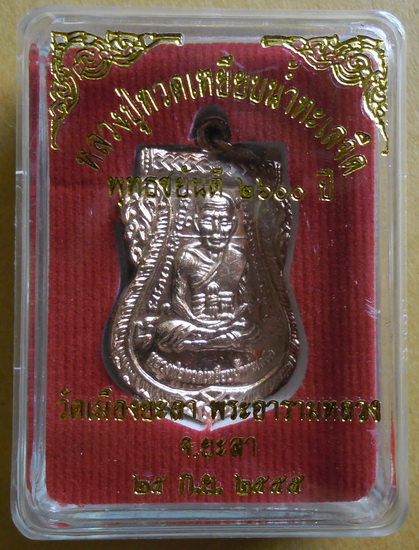 หลวงปู่ทวดเหยียบน้ำทะเลจืด
พุทธชยันตี ๒๖๐๐ ปี
วัดเมืองยะลา พระอารามหลวง
จ.ยะลา
๒๕ ก.ย. ๒๕๕๕